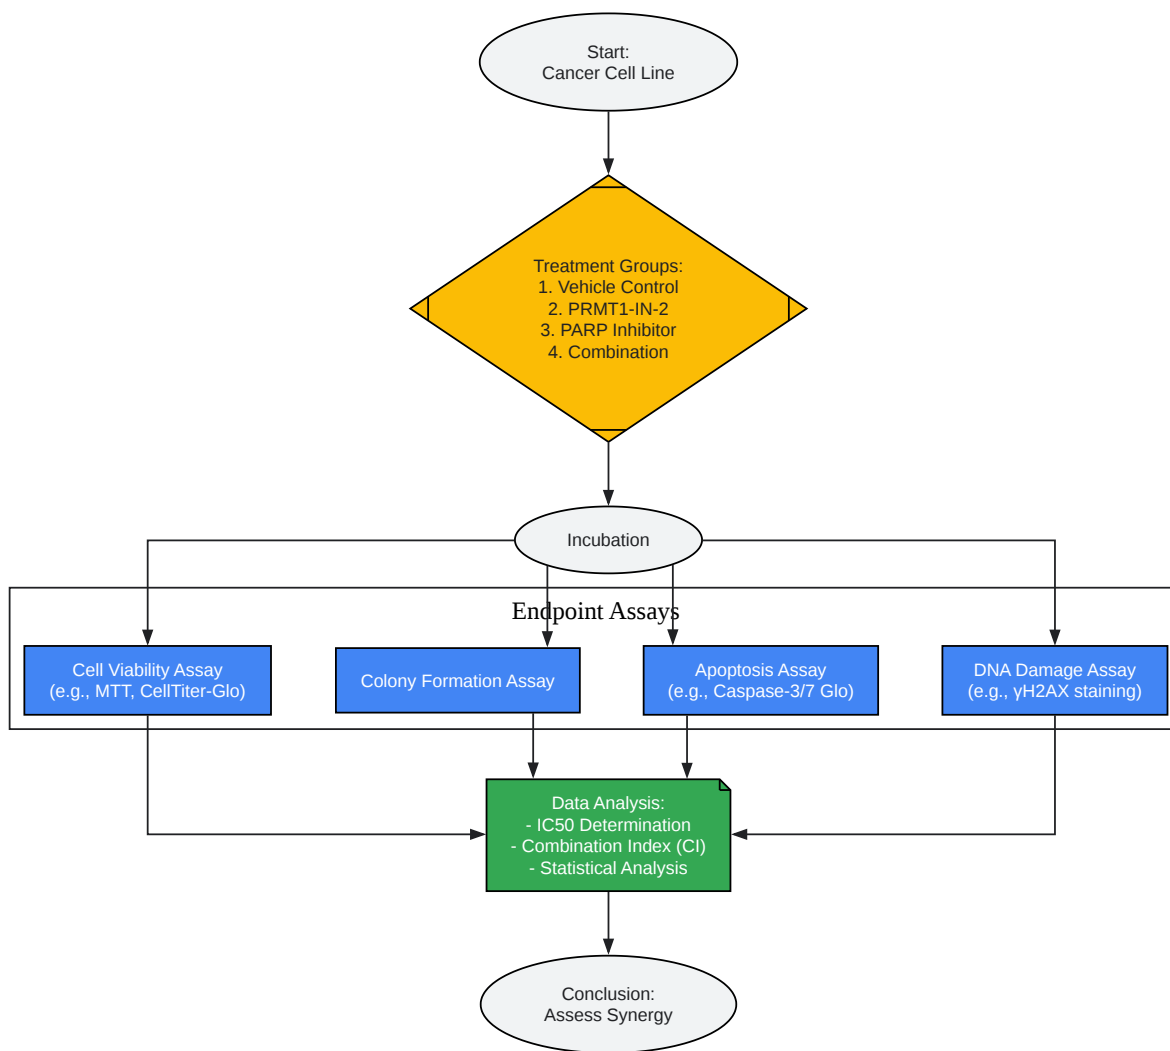 Start:
Cancer Cell Line
Treatment Groups:
1. Vehicle Control
2. PRMT1-IN-2
3. PARP Inhibitor
4. Combination
Incubation
Endpoint Assays
Cell Viability Assay
(e.g., MTT, CellTiter-Glo)
Colony Formation Assay
Apoptosis Assay
(e.g., Caspase-3/7 Glo)
DNA Damage Assay
(e.g., γH2AX staining)
Data Analysis:
- IC50 Determination
- Combination Index (CI)
- Statistical Analysis
Conclusion:
Assess Synergy